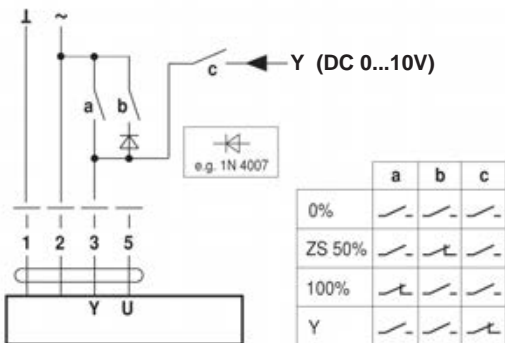 ⊥ ~
a b c Y (DC 0...10V)
e.g. 1N 4007
1 2 3 5
Y U
a b c
0%
ZS 50%
100%
Y